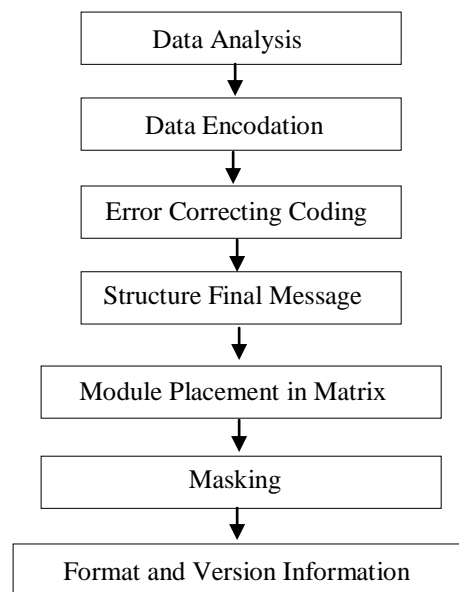 Data Analysis
Data Encodation
Error Correcting Coding
Structure Final Message
Module Placement in Matrix
Masking
Format and Version Information